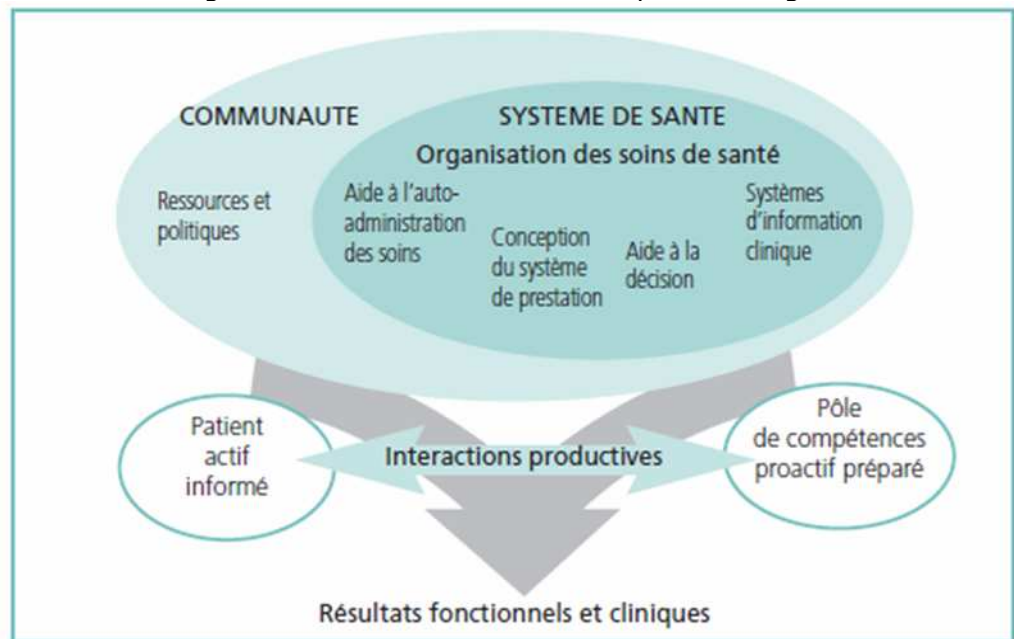 COMMUNAUTE
SYSTEME DE SANTE
Organisation des soins de santé
Ressources et
politiques
Aide à l'auto-
administration
des soins
Conception
du système
de prestation
Aide à la
décision
Systèmes
d'information
clinique
Patient
actif
informé
Interactions productives
Pôle
de compétences
proactif préparé
Résultats fonctionnels et cliniques